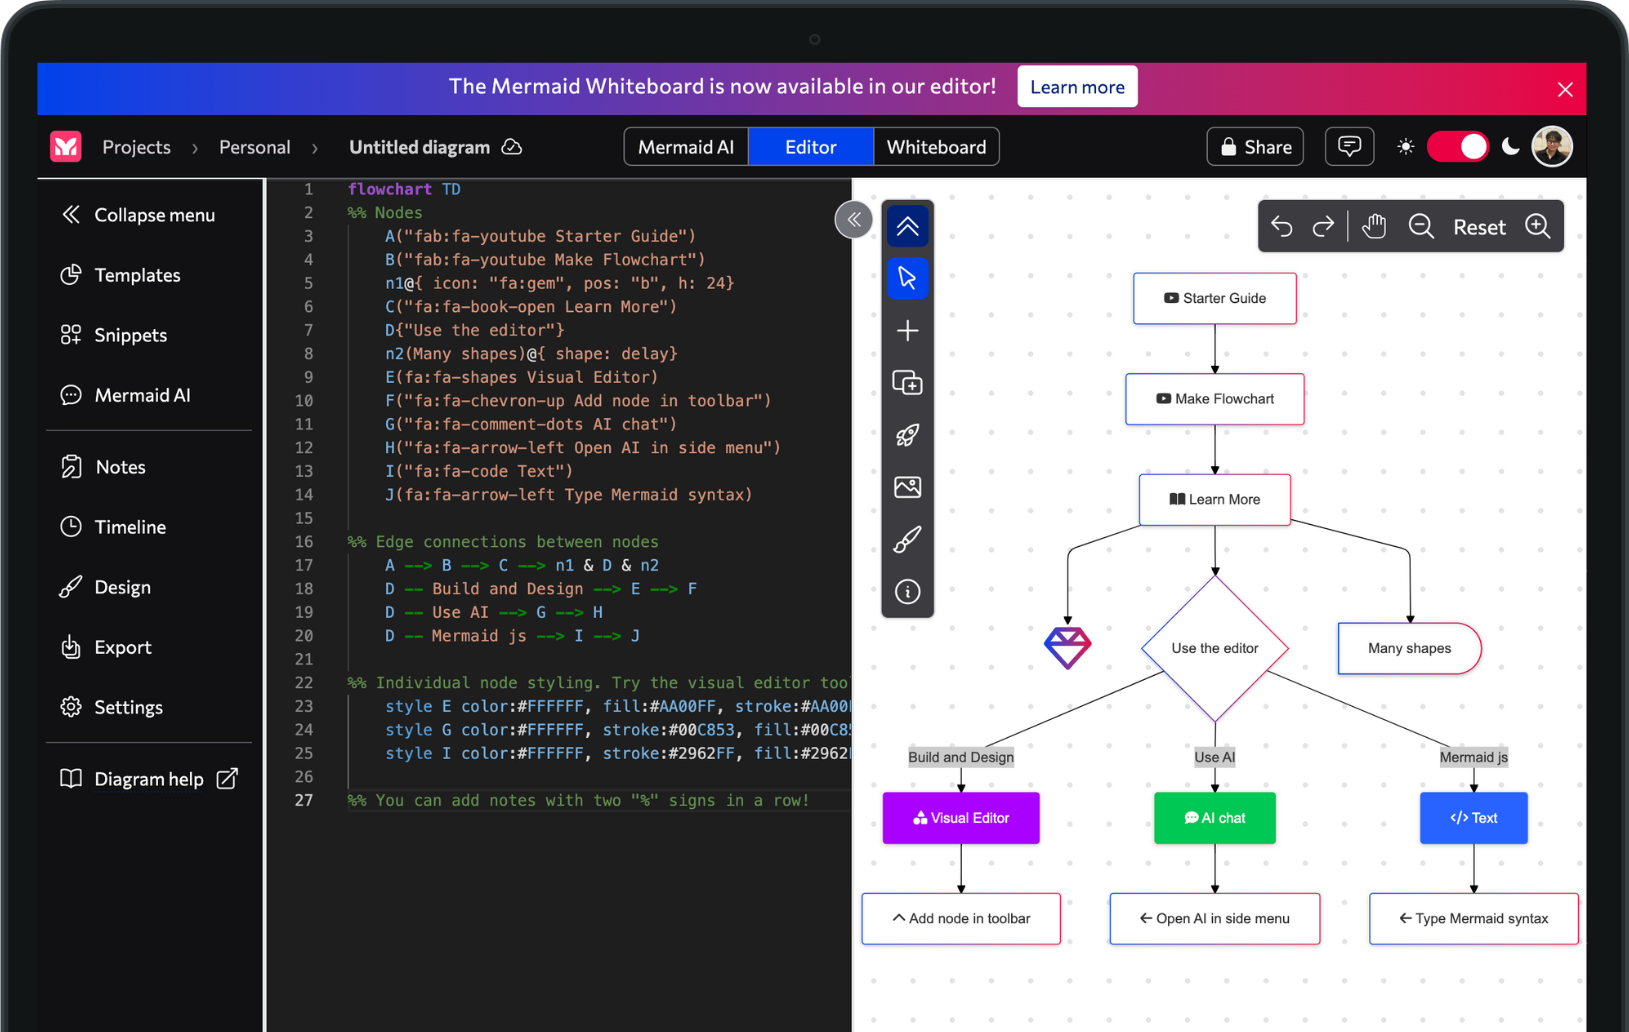 The Mermaid Whiteboard is now available in our editor! Learn more
Projects › Personal › Untitled diagram
Mermaid AI Editor Whiteboard
Share
Collapse menu
Templates
Snippets
Mermaid AI
Notes
Timeline
Design
Export
Settings
Diagram help
1 flowchart TD
2 %% Nodes
3 A("fab:fa-youtube Starter Guide")
4 B("fab:fa-youtube Make Flowchart")
5 n1@{ icon: "fa:gem", pos: "b", h: 24}
6 C("fa:fa-book-open Learn More")
7 D{"Use the editor"}
8 n2(Many shapes)@{ shape: delay}
9 E(fa:fa-shapes Visual Editor)
10 F("fa:fa-chevron-up Add node in toolbar")
11 G("fa:fa-comment-dots AI chat")
12 H("fa:fa-arrow-left Open AI in side menu")
13 I("fa:fa-code Text")
14 J(fa:fa-arrow-left Type Mermaid syntax)
15
16 %% Edge connections between nodes
17 A --> B --> C --> n1 & D & n2
18 D -- Build and Design --> E --> F
19 D -- Use AI --> G --> H
20 D -- Mermaid js --> I --> J
21
22 %% Individual node styling. Try the visual editor too
23 style E color:#FFFFFF, fill:#AA00FF, stroke:#AA00
24 style G color:#FFFFFF, stroke:#00C853, fill:#00C8
25 style I color:#FFFFFF, stroke:#2962FF, fill:#2962
26
27 %% You can add notes with two "%" signs in a row!
Reset
Starter Guide
Make Flowchart
Learn More
Use the editor
Many shapes
Build and Design
Use AI
Mermaid js
Visual Editor
AI chat
</> Text
Add node in toolbar
Open AI in side menu
Type Mermaid syntax